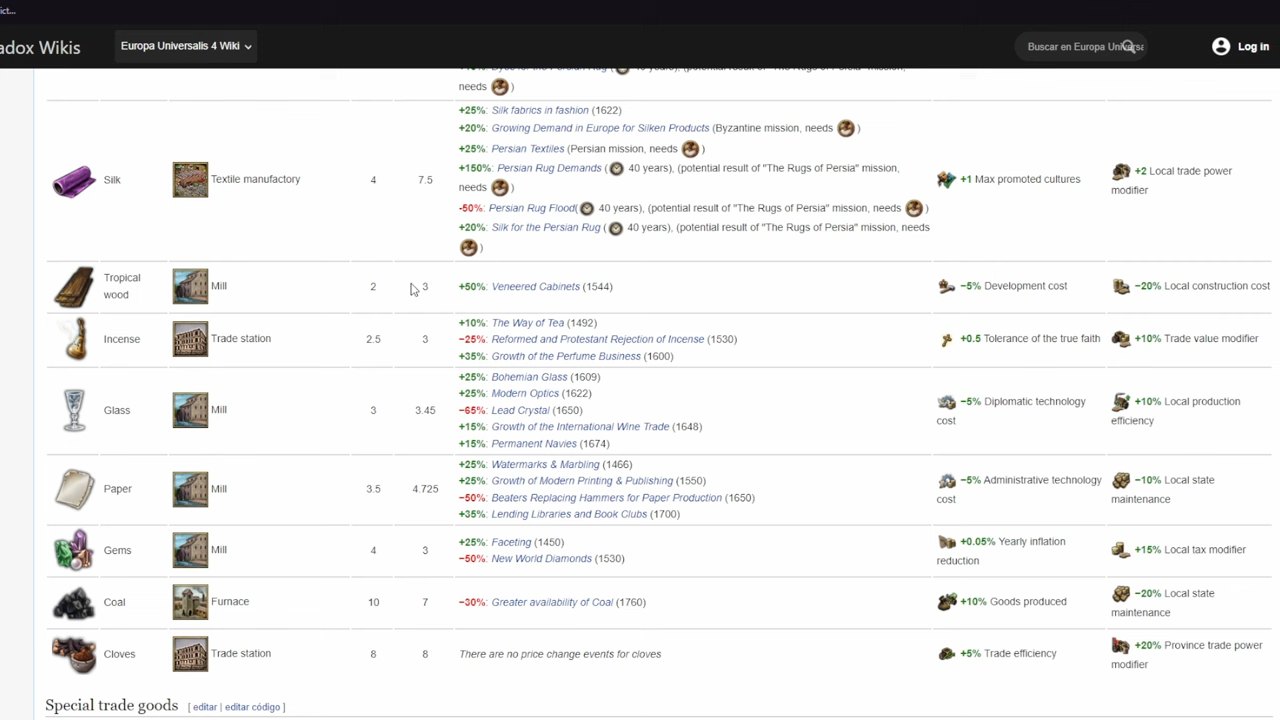 ct...
adox Wikis
Europa Universalis 4 Wiki
Buscar en Europa Universa
Log in
needs )
+25%: Silk fabrics in fashion (1622)
+20%: Growing Demand in Europe for Silken Products (Byzantine mission, needs )
+25%: Persian Textiles (Persian mission, needs )
Silk
Textile manufactory
4
7.5
+150%: Persian Rug Demands ( 40 years), (potential result of "The Rugs of Persia" mission,
needs )
-50%: Persian Rug Flood( 40 years), (potential result of "The Rugs of Persia" mission, needs )
+20%: Silk for the Persian Rug ( 40 years), (potential result of "The Rugs of Persia" mission, needs
)
+1 Max promoted cultures
+2 Local trade power
modifier
Tropical
wood
Mill
2
3
+50%: Veneered Cabinets (1544)
−5% Development cost
−20% Local construction cost
Incense
Trade station
2.5
3
+10%: The Way of Tea (1492)
−25%: Reformed and Protestant Rejection of Incense (1530)
+35%: Growth of the Perfume Business (1600)
+0.5 Tolerance of the true faith
+10% Trade value modifier
Glass
Mill
3
3.45
+25%: Bohemian Glass (1609)
+25%: Modern Optics (1622)
−65%: Lead Crystal (1650)
+15%: Growth of the International Wine Trade (1648)
+15%: Permanent Navies (1674)
−5% Diplomatic technology
cost
+10% Local production
efficiency
Paper
Mill
3.5
4.725
+25%: Watermarks & Marbling (1466)
+25%: Growth of Modern Printing & Publishing (1550)
−50%: Beaters Replacing Hammers for Paper Production (1650)
+35%: Lending Libraries and Book Clubs (1700)
−5% Administrative technology
cost
−10% Local state
maintenance
Gems
Mill
4
3
+25%: Faceting (1450)
−50%: New World Diamonds (1530)
+0.05% Yearly inflation
reduction
+15% Local tax modifier
Coal
Furnace
10
7
−30%: Greater availability of Coal (1760)
+10% Goods produced
−20% Local state
maintenance
Cloves
Trade station
8
8
There are no price change events for cloves
+5% Trade efficiency
+20% Province trade power
modifier
Special trade goods [ editar | editar código ]